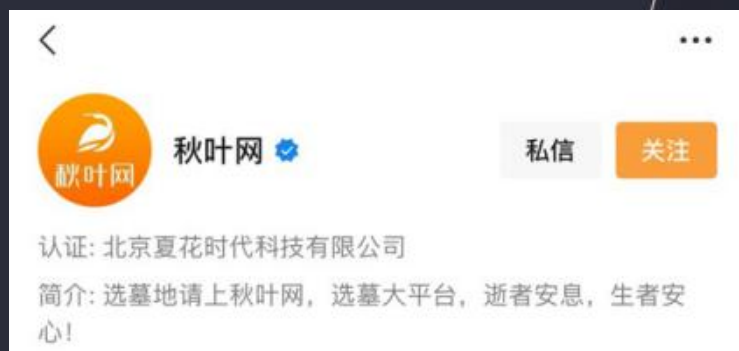 秋叶网
秋叶网
私信
关注
认证: 北京夏花时代科技有限公司
简介: 选墓地请上秋叶网，选墓大平台，逝者安息，生者安
心!